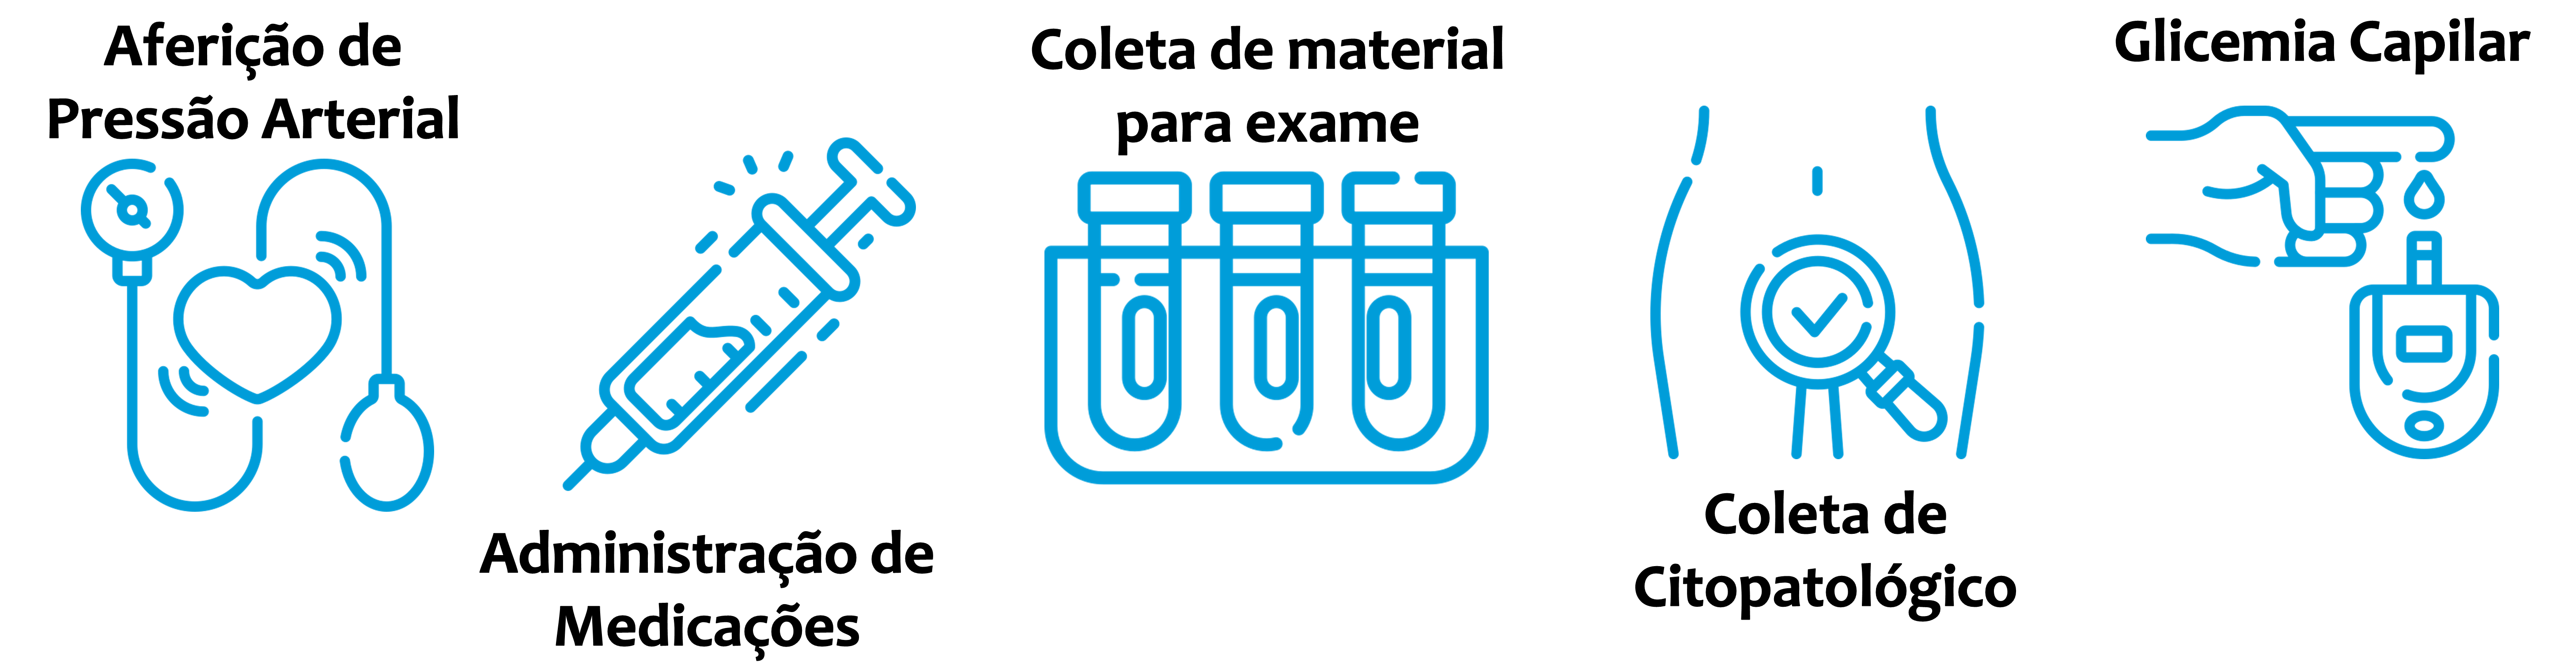 Aferição de
Pressão Arterial
Administração de
Medicações
Coleta de material
para exame
Coleta de
Citopatológico
Glicemia Capilar